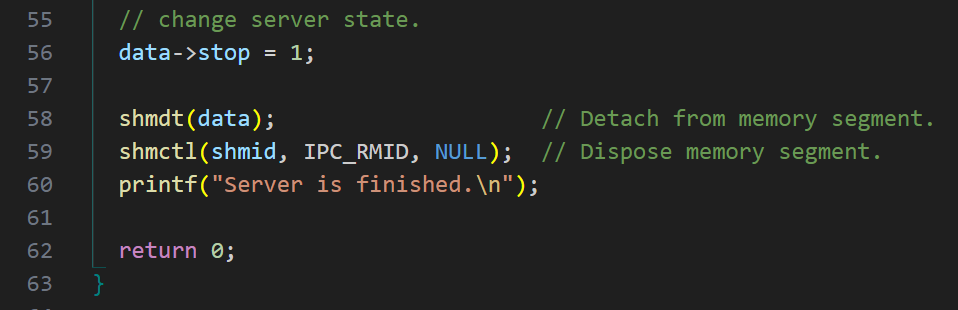 55 // change server state.
56 data->stop = 1;
57
58 shmdt(data); // Detach from memory segment.
59 shmctl(shmid, IPC_RMID, NULL); // Dispose memory segment.
60 printf("Server is finished.\n");
61
62 return 0;
63 }